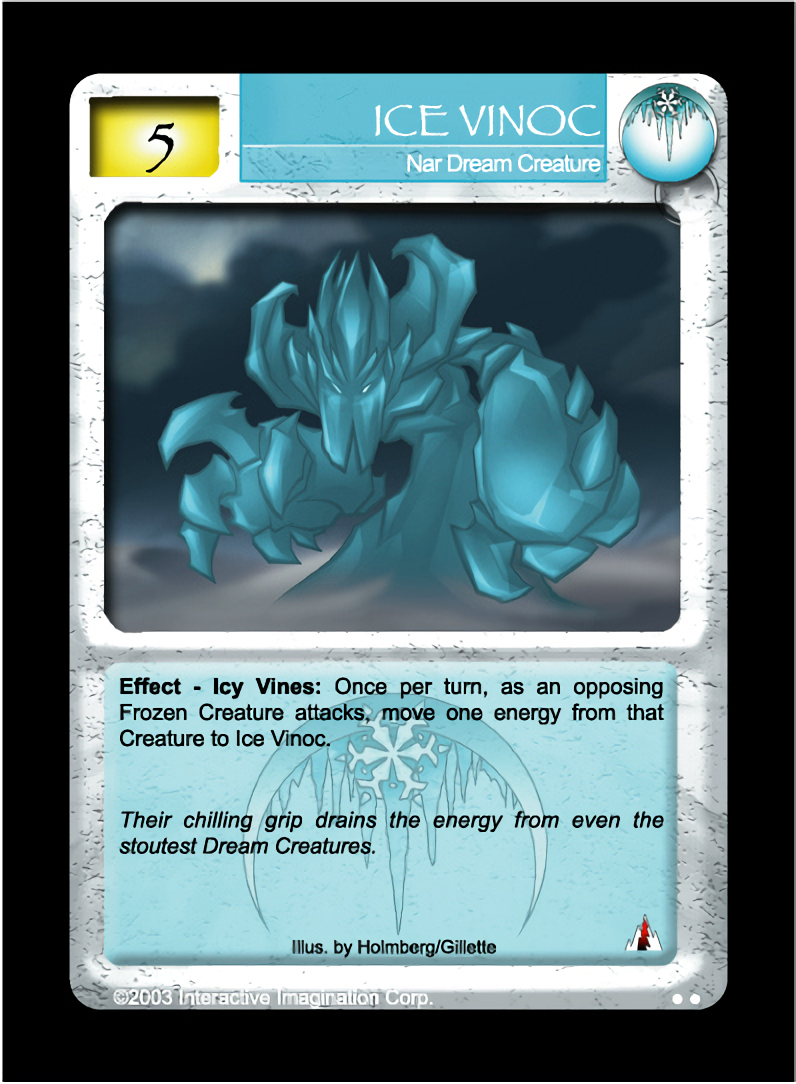 5
ICE VINOC
Nar Dream Creature
Effect - Icy Vines: Once per turn, as an opposing
Frozen Creature attacks, move one energy from that
Creature to Ice Vinoc.
Their chilling grip drains the energy from even the
stoutest Dream Creatures.
Illus. by Holmberg/Gillette
©2003 Interactive Imagination Corp.